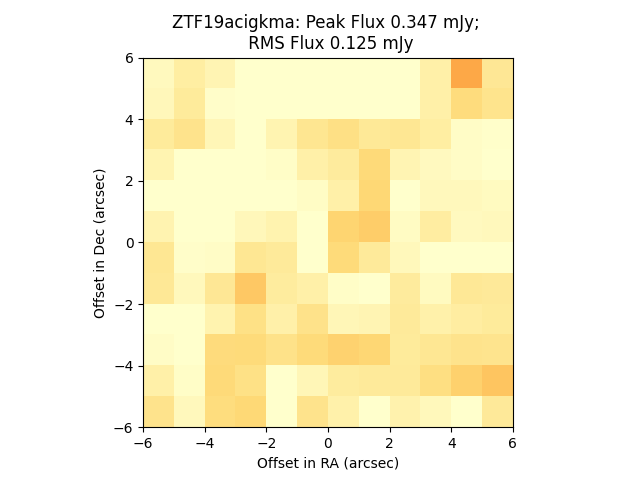 ZTF19acigkma: Peak Flux 0.347 mJy;
RMS Flux 0.125 mJy
6
4
2
0
−2
−4
−6
Offset in Dec (arcsec)
−6 −4 −2 0 2 4 6
Offset in RA (arcsec)